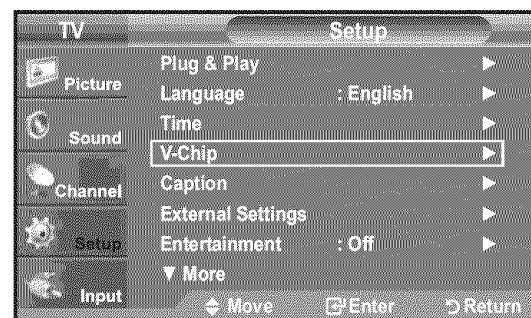 TV
Setup
Picture
Sound
Channel
Setup
Input
Plug & Play
Language : English
Time
V-Chip
Caption
External Settings
Entertainment : Off
▼ More
Move Enter Return